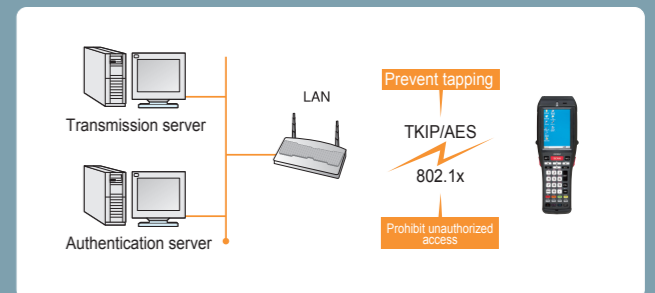 Transmission server
Authentication server
LAN
Prevent tapping
TKIP/AES
802.1x
Prohibit unauthorized
access